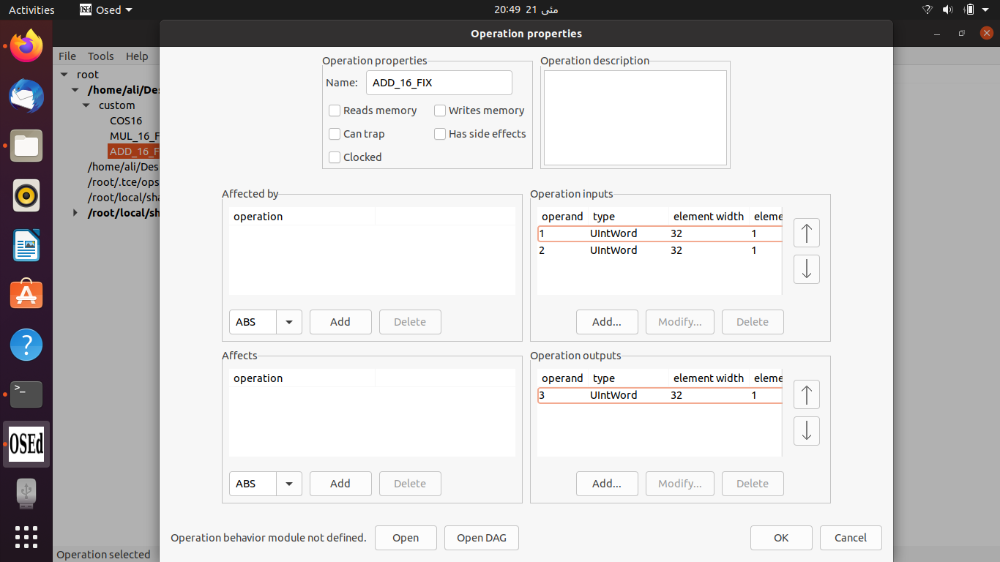 Activities
Osed
20:49 21 مئی
Operation properties
File Tools Help
root
/home/ali/Des
custom
COS16
MUL_16_F
ADD_16_F
/home/ali/Des
/root/.tce/ops
/root/local/sha
/root/local/sh
Operation selected
Operation properties
Name: ADD_16_FIX
Reads memory Writes memory
Can trap Has side effects
Clocked
Operation description
Affected by
operation
ABS Add Delete
Operation inputs
operand type element width eleme
1 UIntWord 32 1
2 UIntWord 32 1
Add... Modify... Delete
Affects
operation
ABS Add Delete
Operation outputs
operand type element width eleme
3 UIntWord 32 1
Add... Modify... Delete
Operation behavior module not defined. Open Open DAG OK Cancel
OSEd
OSEd